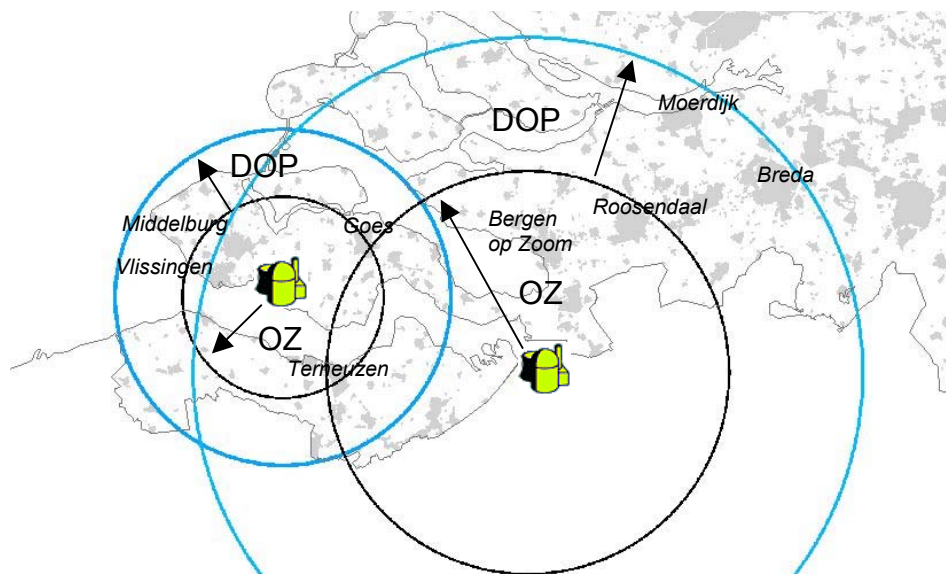 Moerdijk
DOP
DOP
Breda
Roosendaal
Middelburg
Goes
Bergen
op Zoom
Vlissingen
OZ
OZ
Terneuzen